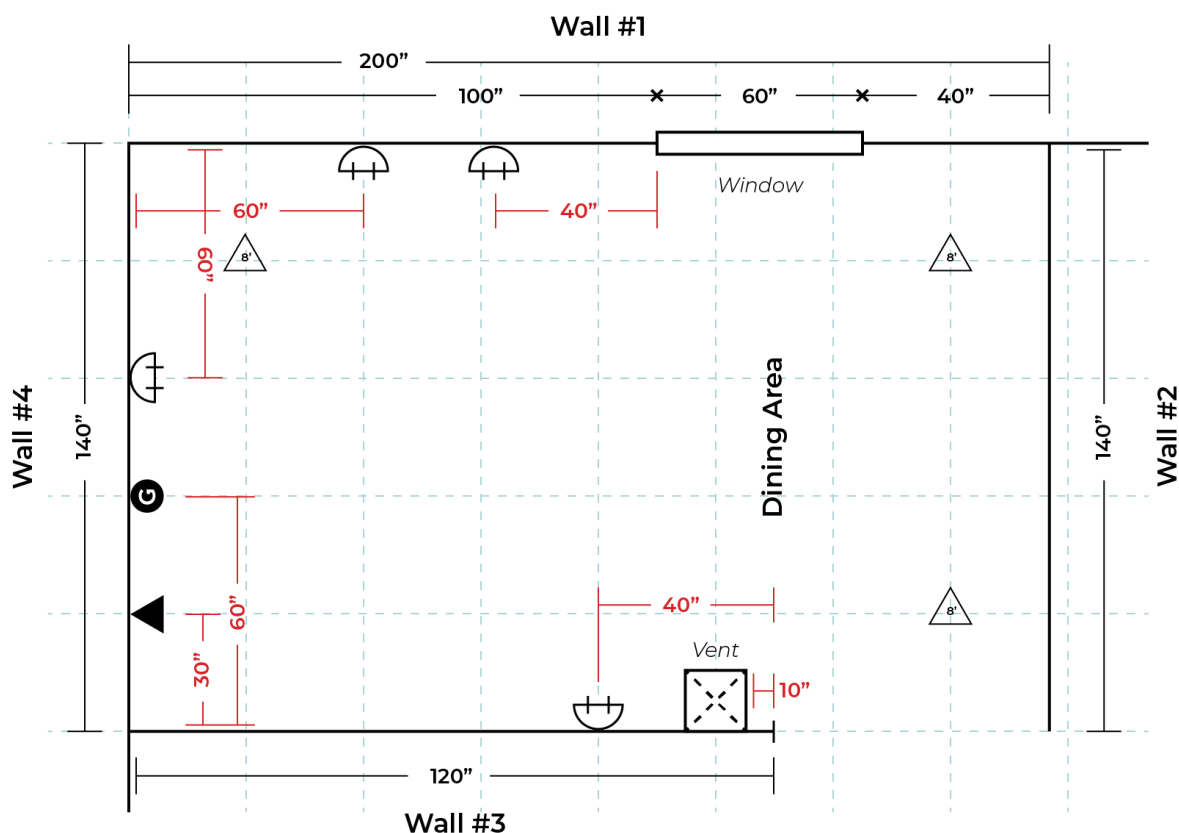 Wall #1
200”
100”
60”
40”
Window
60”
40”
60”
8’
8’
Wall #4
140”
Dining Area
140”
Wall #2
G
60”
30”
40”
8’
Vent
10”
120”
Wall #3